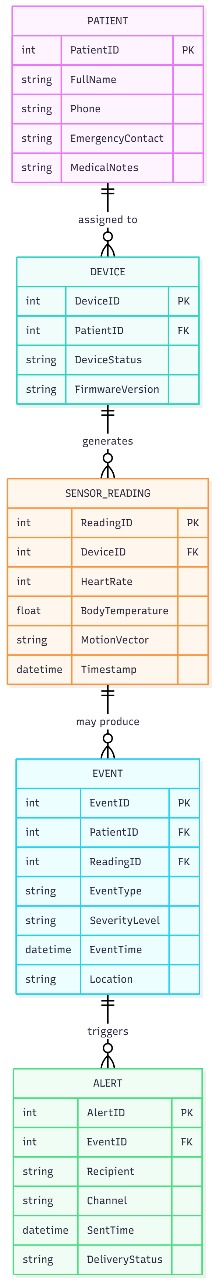 PATIENT
int PatientID PK
string FullName
string Phone
string EmergencyContact
string MedicalNotes
assigned to
DEVICE
int DeviceID PK
int PatientID FK
string DeviceStatus
string FirmwareVersion
generates
SENSOR_READING
int ReadingID PK
int DeviceID FK
int HeartRate
float BodyTemperature
string MotionVector
datetime Timestamp
may produce
EVENT
int EventID PK
int PatientID FK
int ReadingID FK
string EventType
string SeverityLevel
datetime EventTime
string Location
triggers
ALERT
int AlertID PK
int EventID FK
string Recipient
string Channel
datetime SentTime
string DeliveryStatus